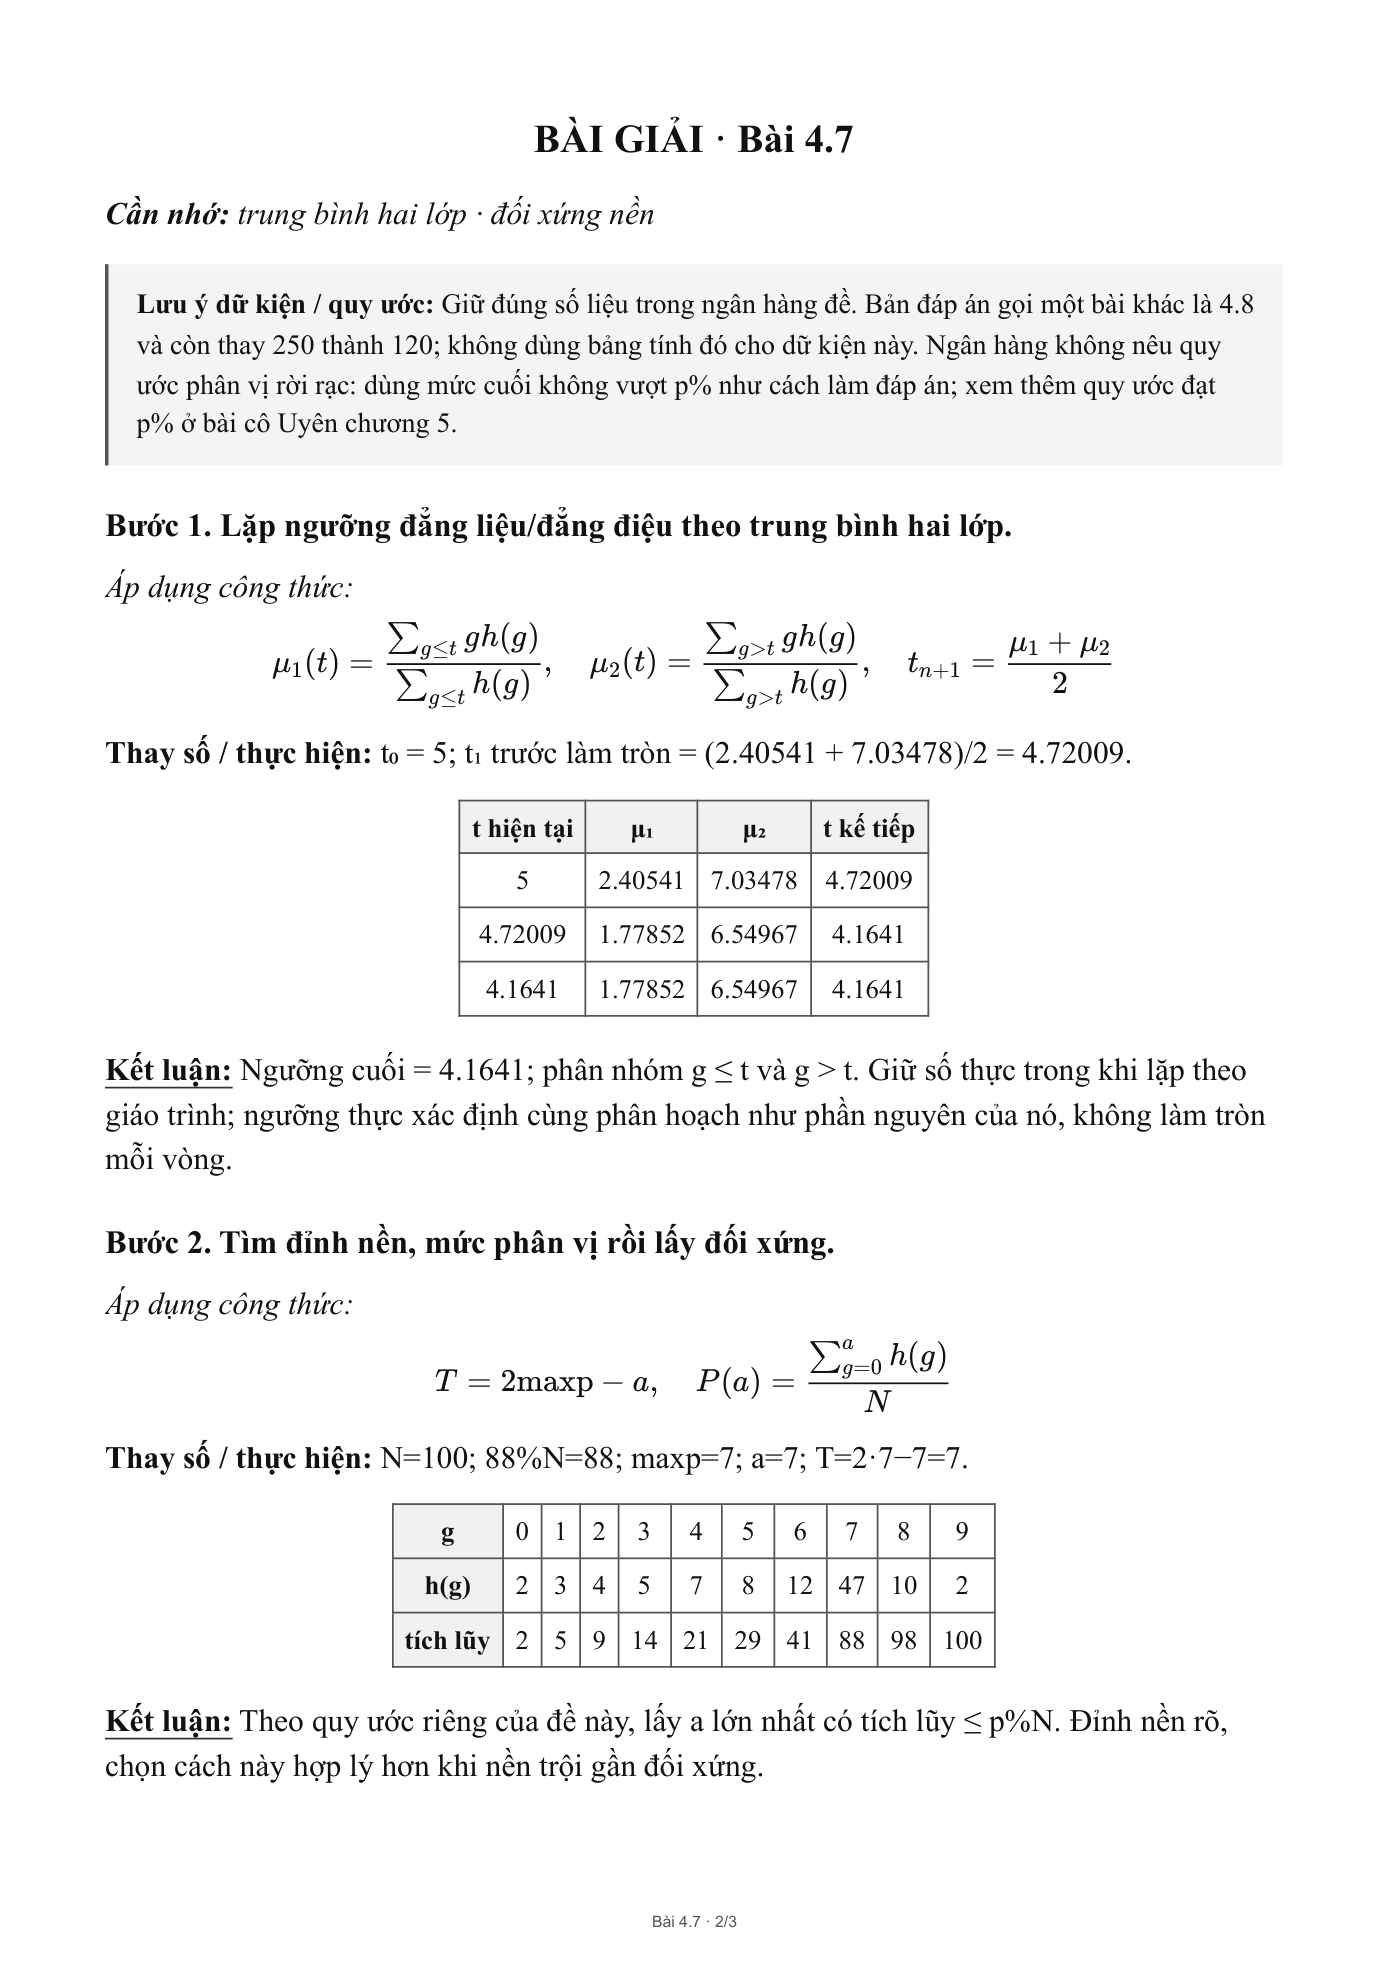 BÀI GIẢI · Bài 4.7
Cần nhớ: trung bình hai lớp · đối xứng nền
Lưu ý dữ kiện / quy ước: Giữ đúng số liệu trong ngân hàng đề. Bản đáp án gọi một bài khác là 4.8
và còn thay 250 thành 120; không dùng bảng tính đó cho dữ kiện này. Ngân hàng không nêu quy
ước phân vị rời rạc: dùng mức cuối không vượt p% như cách làm đáp án; xem thêm quy ước đạt
p% ở bài cô Uyên chương 5.
Bước 1. Lặp ngưỡng đẳng liệu/đẳng điệu theo trung bình hai lớp.
Áp dụng công thức:
μ₁(t) = ∑_{g≤t} gh(g) / ∑_{g≤t} h(g), μ₂(t) = ∑_{g>t} gh(g) / ∑_{g>t} h(g), t_{n+1} = (μ₁ + μ₂) / 2
Thay số / thực hiện: t₀ = 5; t₁ trước làm tròn = (2.40541 + 7.03478)/2 = 4.72009.
t hiện tại μ₁ μ₂ t kế tiếp
5 2.40541 7.03478 4.72009
4.72009 1.77852 6.54967 4.1641
4.1641 1.77852 6.54967 4.1641
Kết luận: Ngưỡng cuối = 4.1641; phân nhóm g ≤ t và g > t. Giữ số thực trong khi lặp theo
giáo trình; ngưỡng thực xác định cùng phân hoạch như phần nguyên của nó, không làm tròn
mỗi vòng.
Bước 2. Tìm đỉnh nền, mức phân vị rồi lấy đối xứng.
Áp dụng công thức:
T = 2maxp − a, P(a) = ∑_{g=0}^{a} h(g) / N
Thay số / thực hiện: N=100; 88%N=88; maxp=7; a=7; T=2·7−7=7.
g 0 1 2 3 4 5 6 7 8 9
h(g) 2 3 4 5 7 8 12 47 10 2
tích lũy 2 5 9 14 21 29 41 88 98 100
Kết luận: Theo quy ước riêng của đề này, lấy a lớn nhất có tích lũy ≤ p%N. Đỉnh nền rõ,
chọn cách này hợp lý hơn khi nền trội gần đối xứng.
Bài 4.7 · 2/3